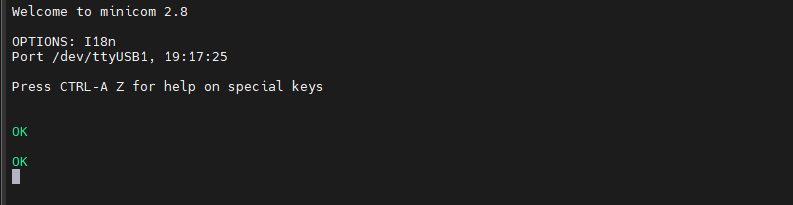 Welcome to minicom 2.8
OPTIONS: I18n
Port /dev/ttyUSB1, 19:17:25
Press CTRL-A Z for help on special keys
OK
OK